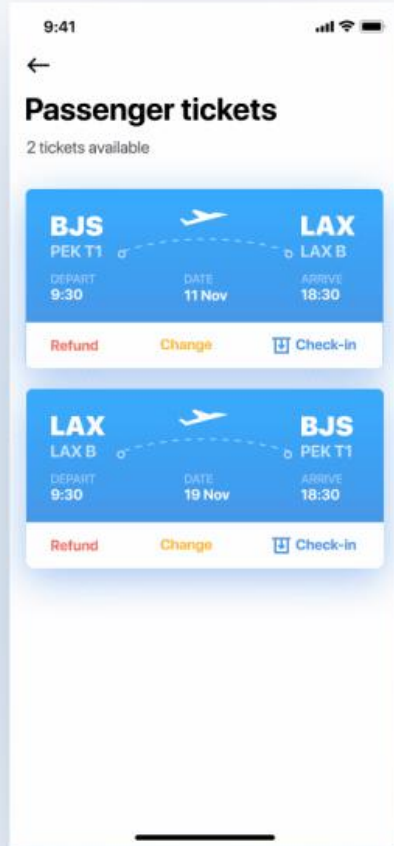 9:41
Passenger tickets
2 tickets available
BJS LAX
PEK T1 LAX B
DEPART DATE ARRIVE
9:30 11 Nov 18:30
Refund Change Check-in
LAX BJS
LAX B PEK T1
DEPART DATE ARRIVE
9:30 19 Nov 18:30
Refund Change Check-in